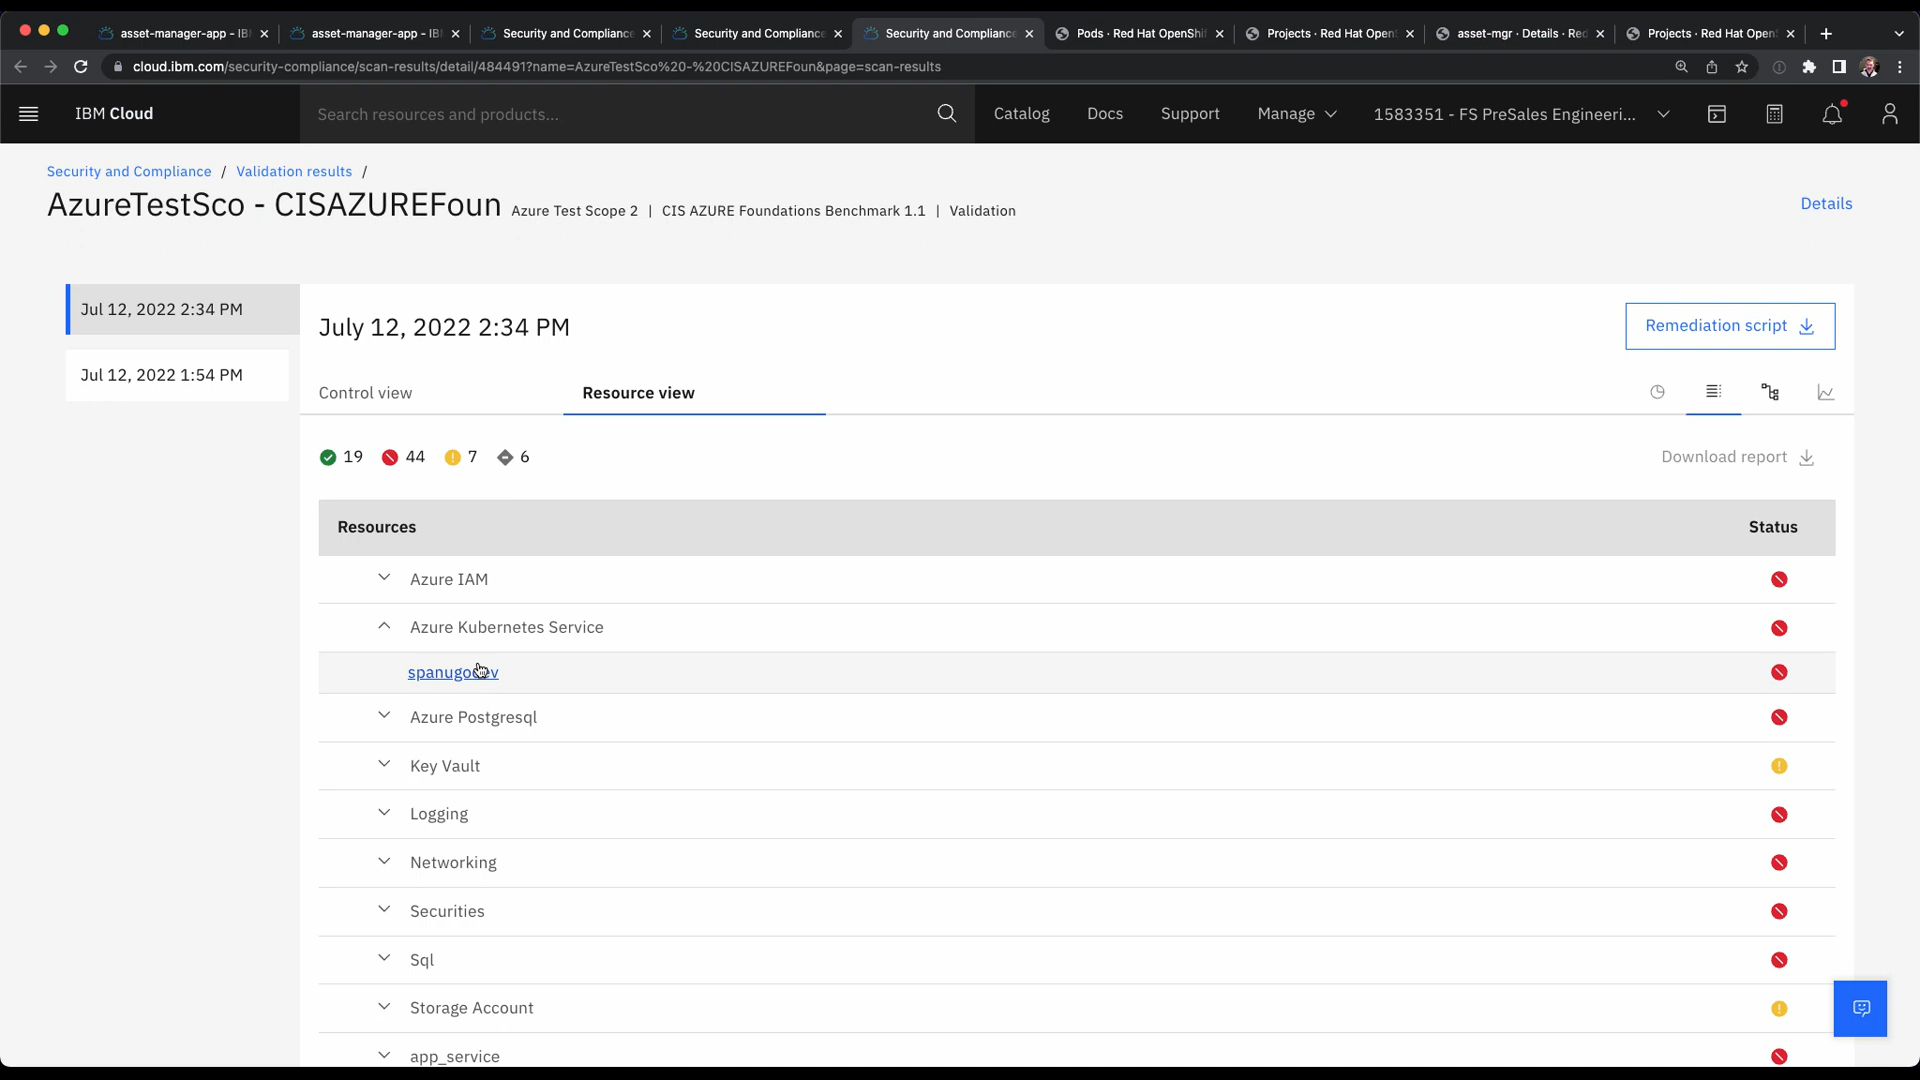 asset-manager-app - IBM
asset-manager-app - IBM
Security and Compliance
Security and Compliance
Security and Compliance
Pods · Red Hat OpenShif
Projects · Red Hat Open
asset-mgr · Details · Red
Projects · Red Hat Open
cloud.ibm.com/security-compliance/scan-results/detail/484491?name=AzureTestSco%20-%20CISAZUREFoun&page=scan-results
IBM Cloud
Search resources and products...
Catalog
Docs
Support
Manage
1583351 - FS PreSales Engineeri...
Security and Compliance / Validation results /
AzureTestSco - CISAZUREFoun Azure Test Scope 2 | CIS AZURE Foundations Benchmark 1.1 | Validation
Details
Jul 12, 2022 2:34 PM
Jul 12, 2022 1:54 PM
July 12, 2022 2:34 PM
Remediation script
Control view
Resource view
19 44 7 6
Download report
Resources Status
Azure IAM
Azure Kubernetes Service
Azure Postgresql
Key Vault
Logging
Networking
Securities
Sql
Storage Account
app_service